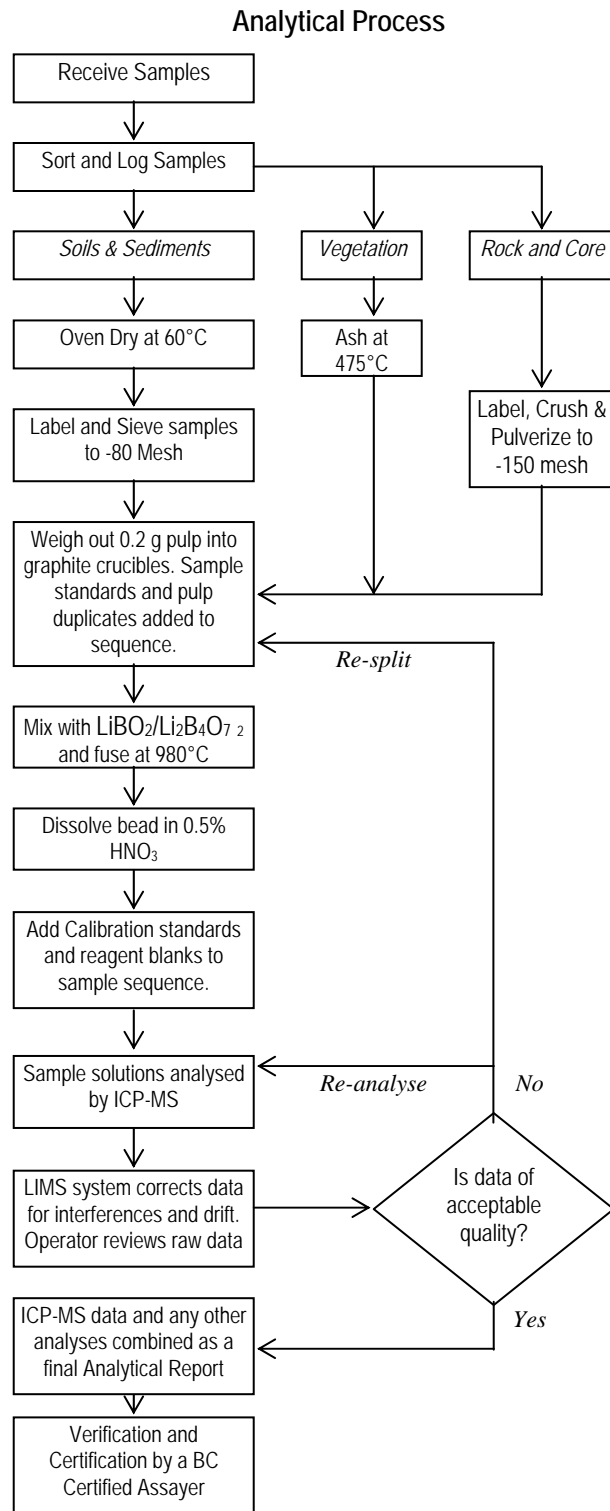 Analytical Process
Receive Samples
Sort and Log Samples
Soils & Sediments
Vegetation
Rock and Core
Oven Dry at 60°C
Ash at
475°C
Label and Sieve samples
to -80 Mesh
Label, Crush &
Pulverize to
-150 mesh
Weigh out 0.2 g pulp into
graphite crucibles. Sample
standards and pulp
duplicates added to
sequence.
Re-split
Mix with LiBO₂/Li₂B₄O₇ ₂
and fuse at 980°C
Dissolve bead in 0.5%
HNO₃
Add Calibration standards
and reagent blanks to
sample sequence.
Sample solutions analysed
by ICP-MS
Re-analyse
No
LIMS system corrects data
for interferences and drift.
Operator reviews raw data
Is data of
acceptable
quality?
Yes
ICP-MS data and any other
analyses combined as a
final Analytical Report
Verification and
Certification by a BC
Certified Assayer